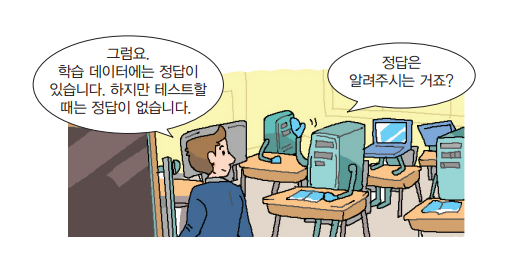 그럼요.
학습 데이터에는 정답이
있습니다. 하지만 테스트할
때는 정답이 없습니다.
정답은
알려주시는 거죠?